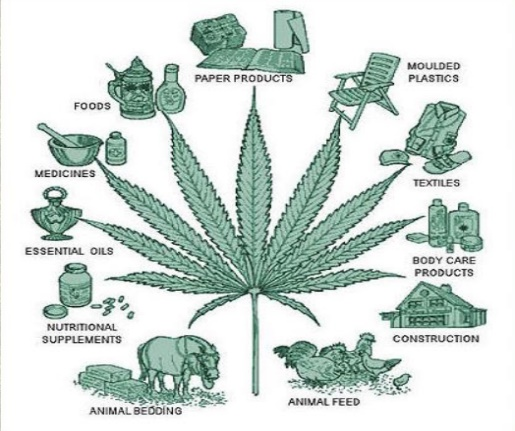 PAPER PRODUCTS
MOULDED
PLASTICS
FOODS
MEDICINES
TEXTILES
ESSENTIAL OILS
BODY CARE
PRODUCTS
NUTRITIONAL
SUPPLEMENTS
CONSTRUCTION
ANIMAL BEDDING
ANIMAL FEED